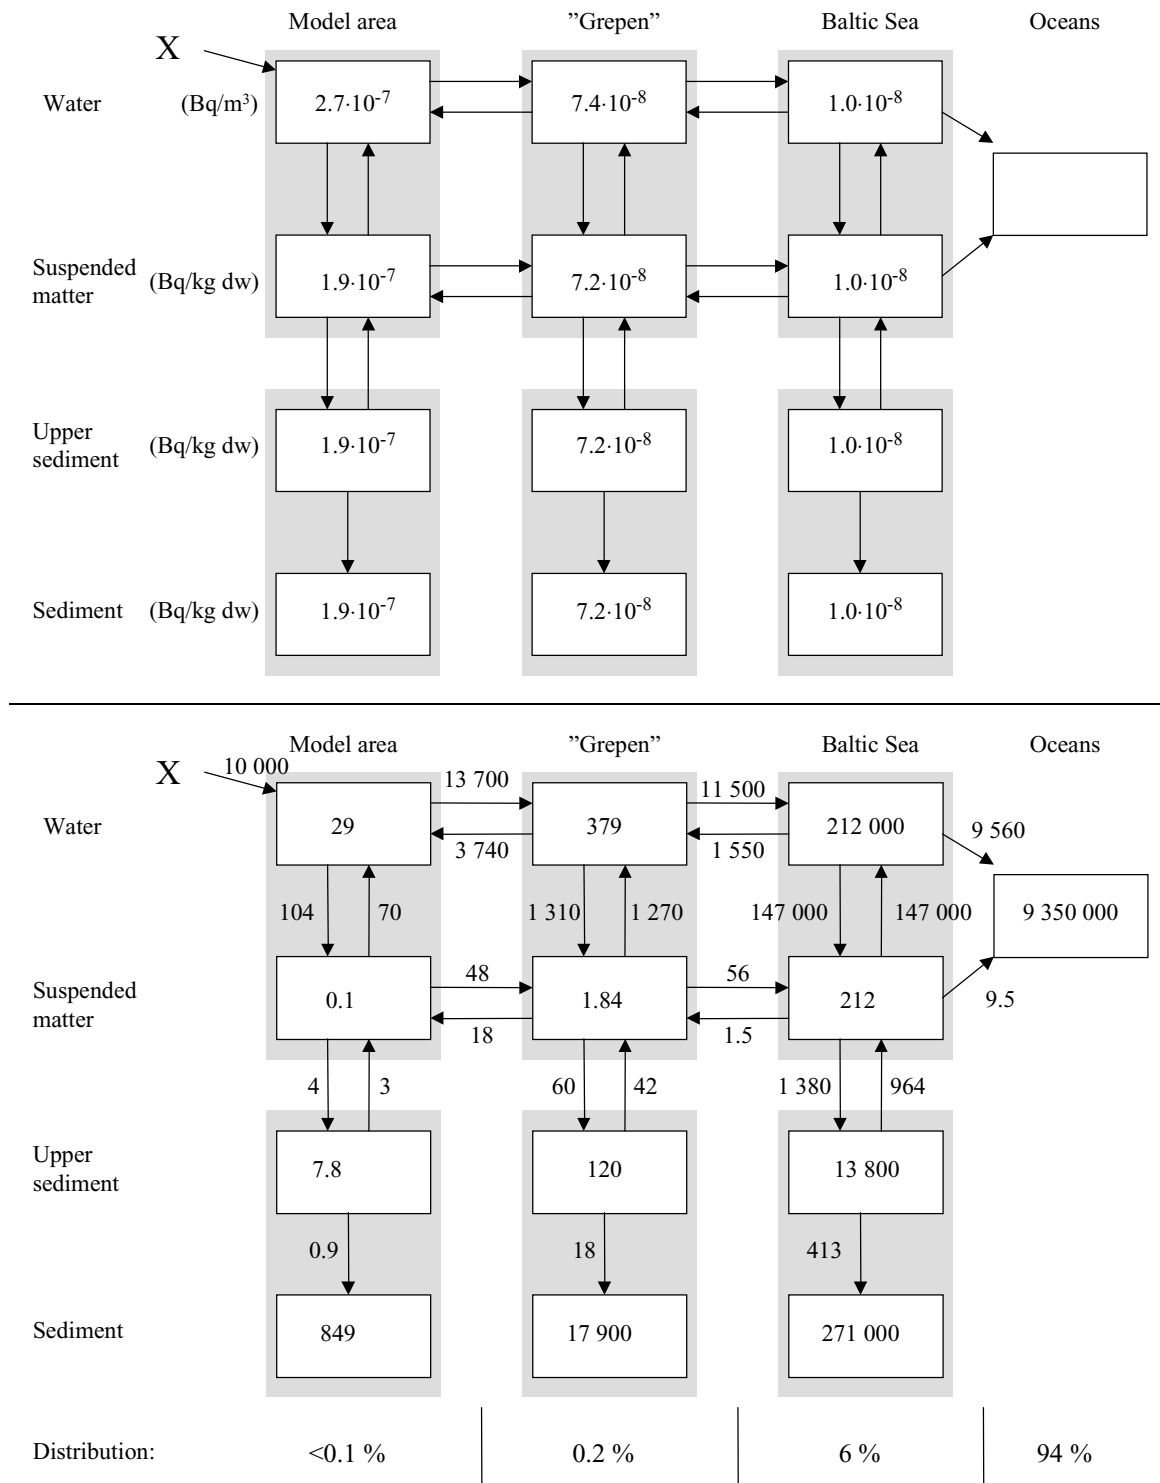 Model area ”Grepen” Baltic Sea Oceans
X
Water (Bq/m³) 2.7·10⁻⁷ 7.4·10⁻⁸ 1.0·10⁻⁸
Suspended
matter (Bq/kg dw) 1.9·10⁻⁷ 7.2·10⁻⁸ 1.0·10⁻⁸
Upper
sediment (Bq/kg dw) 1.9·10⁻⁷ 7.2·10⁻⁸ 1.0·10⁻⁸
Sediment (Bq/kg dw) 1.9·10⁻⁷ 7.2·10⁻⁸ 1.0·10⁻⁸
Model area ”Grepen” Baltic Sea Oceans
X 10 000 13 700 11 500
Water 29 379 212 000 9 560
3 740 1 550
104 70 1 310 1 270 147 000 147 000 9 350 000
48 56
Suspended
matter 0.1 1.84 212 9.5
18 1.5
4 3 60 42 1 380 964
Upper
sediment 7.8 120 13 800
0.9 18 413
Sediment 849 17 900 271 000
Distribution: <0.1 % 0.2 % 6 % 94 %